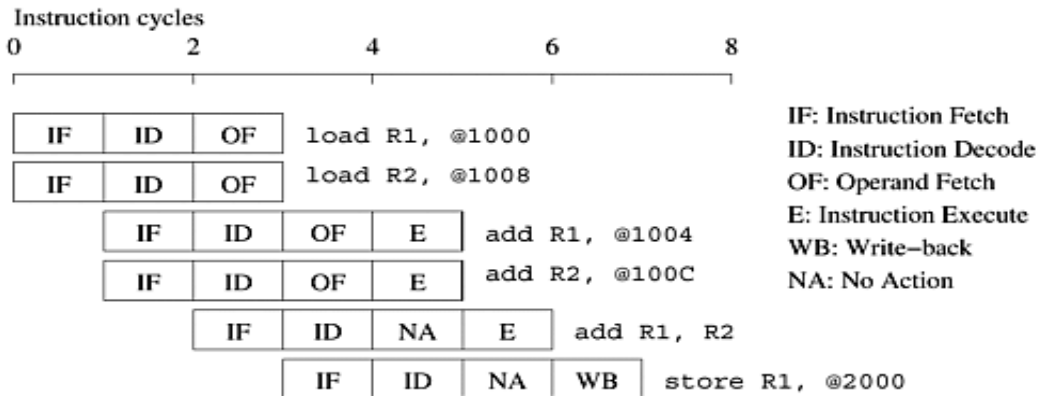 Instruction cycles
0 2 4 6 8
IF ID OF load R1, @1000
IF ID OF load R2, @1008
IF ID OF E add R1, @1004
IF ID OF E add R2, @100C
IF ID NA E add R1, R2
IF ID NA WB store R1, @2000
IF: Instruction Fetch
ID: Instruction Decode
OF: Operand Fetch
E: Instruction Execute
WB: Write-back
NA: No Action